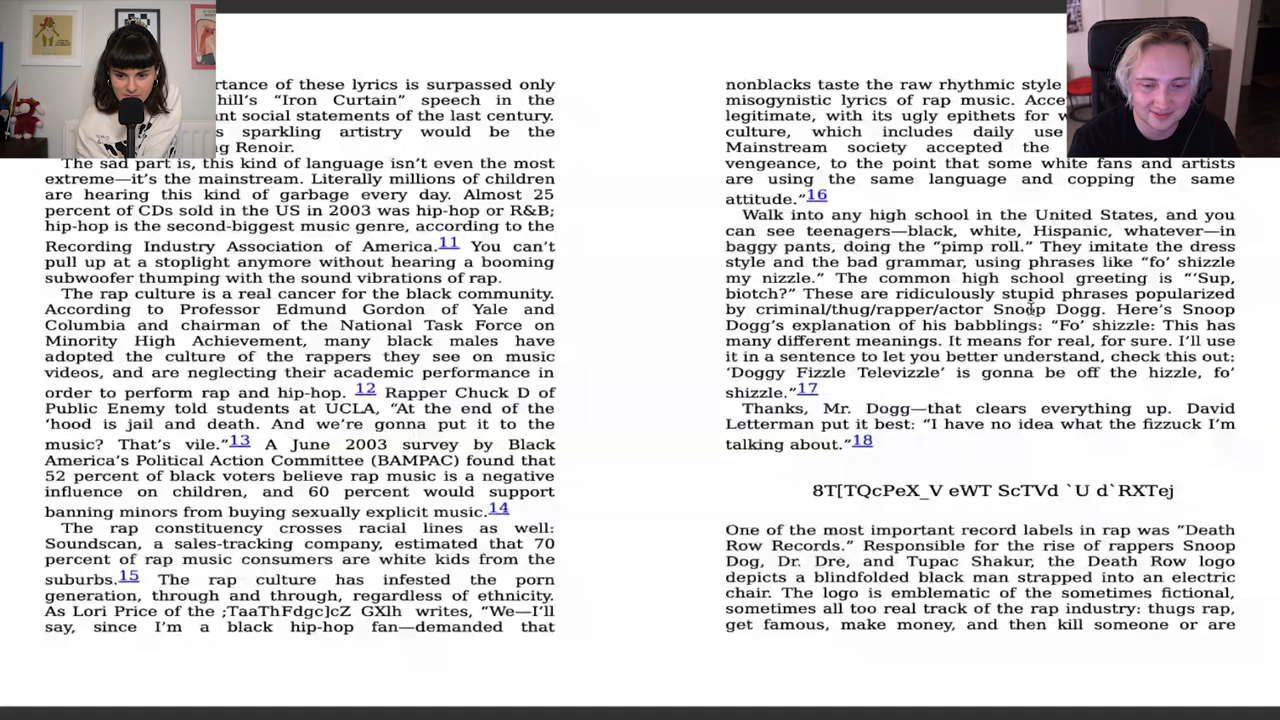 rtance of these lyrics is surpassed only
hill's “Iron Curtain” speech in the
nt social statements of the last century.
s sparkling artistry would be the
g Renoir.
The sad part is, this kind of language isn't even the most
extreme—it's the mainstream. Literally millions of children
are hearing this kind of garbage every day. Almost 25
percent of CDs sold in the US in 2003 was hip-hop or R&B;
hip-hop is the second-biggest music genre, according to the
Recording Industry Association of America.11 You can't
pull up at a stoplight anymore without hearing a booming
subwoofer thumping with the sound vibrations of rap.
The rap culture is a real cancer for the black community.
According to Professor Edmund Gordon of Yale and
Columbia and chairman of the National Task Force on
Minority High Achievement, many black males have
adopted the culture of the rappers they see on music
videos, and are neglecting their academic performance in
order to perform rap and hip-hop. 12 Rapper Chuck D of
Public Enemy told students at UCLA, “At the end of the
‘hood is jail and death. And we're gonna put it to the
music? That's vile.”13 A June 2003 survey by Black
America's Political Action Committee (BAMPAC) found that
52 percent of black voters believe rap music is a negative
influence on children, and 60 percent would support
banning minors from buying sexually explicit music.14
The rap constituency crosses racial lines as well:
Soundscan, a sales-tracking company, estimated that 70
percent of rap music consumers are white kids from the
suburbs.15 The rap culture has infested the porn
generation, through and through, regardless of ethnicity.
As Lori Price of the ;TaaThFdgc]cZ GXlh writes, “We—I'll
say, since I'm a black hip-hop fan—demanded that
nonblacks taste the raw rhythmic style
misogynistic lyrics of rap music. Acce
legitimate, with its ugly epithets for w
culture, which includes daily use
Mainstream society accepted the
vengeance, to the point that some white fans and artists
are using the same language and copping the same
attitude.”16
Walk into any high school in the United States, and you
can see teenagers—black, white, Hispanic, whatever—in
baggy pants, doing the “pimp roll.” They imitate the dress
style and the bad grammar, using phrases like “fo’ shizzle
my nizzle.” The common high school greeting is “‘Sup,
biotch?” These are ridiculously stupid phrases popularized
by criminal/thug/rapper/actor Snoop Dogg. Here's Snoop
Dogg's explanation of his babblings: “Fo’ shizzle: This has
many different meanings. It means for real, for sure. I'll use
it in a sentence to let you better understand, check this out:
‘Doggy Fizzle Televizzle’ is gonna be off the hizzle, fo’
shizzle.”17
Thanks, Mr. Dogg—that clears everything up. David
Letterman put it best: “I have no idea what the fizzuck I'm
talking about.”18
8T[TQcPeX_V eWT ScTVd `U d`RXTej
One of the most important record labels in rap was “Death
Row Records.” Responsible for the rise of rappers Snoop
Dog, Dr. Dre, and Tupac Shakur, the Death Row logo
depicts a blindfolded black man strapped into an electric
chair. The logo is emblematic of the sometimes fictional,
sometimes all too real track of the rap industry: thugs rap,
get famous, make money, and then kill someone or are